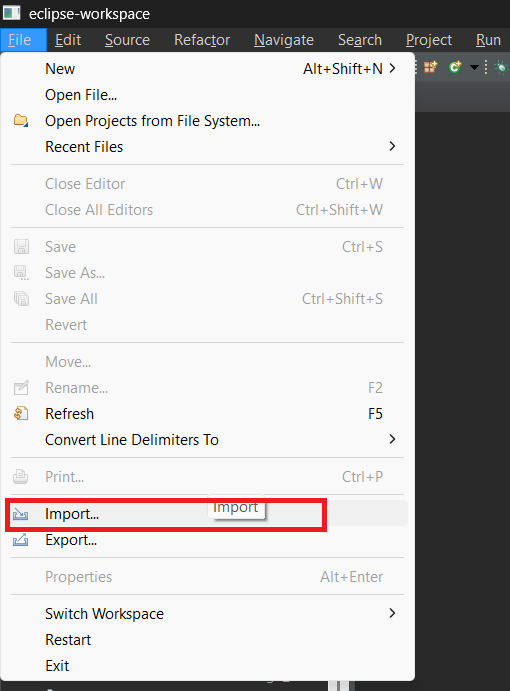 eclipse-workspace
File Edit Source Refactor Navigate Search Project Run
New Alt+Shift+N
Open File...
Open Projects from File System...
Recent Files
Close Editor Ctrl+W
Close All Editors Ctrl+Shift+W
Save Ctrl+S
Save As...
Save All Ctrl+Shift+S
Revert
Move...
Rename... F2
Refresh F5
Convert Line Delimiters To
Print... Ctrl+P
Import
Import...
Export...
Properties Alt+Enter
Switch Workspace
Restart
Exit